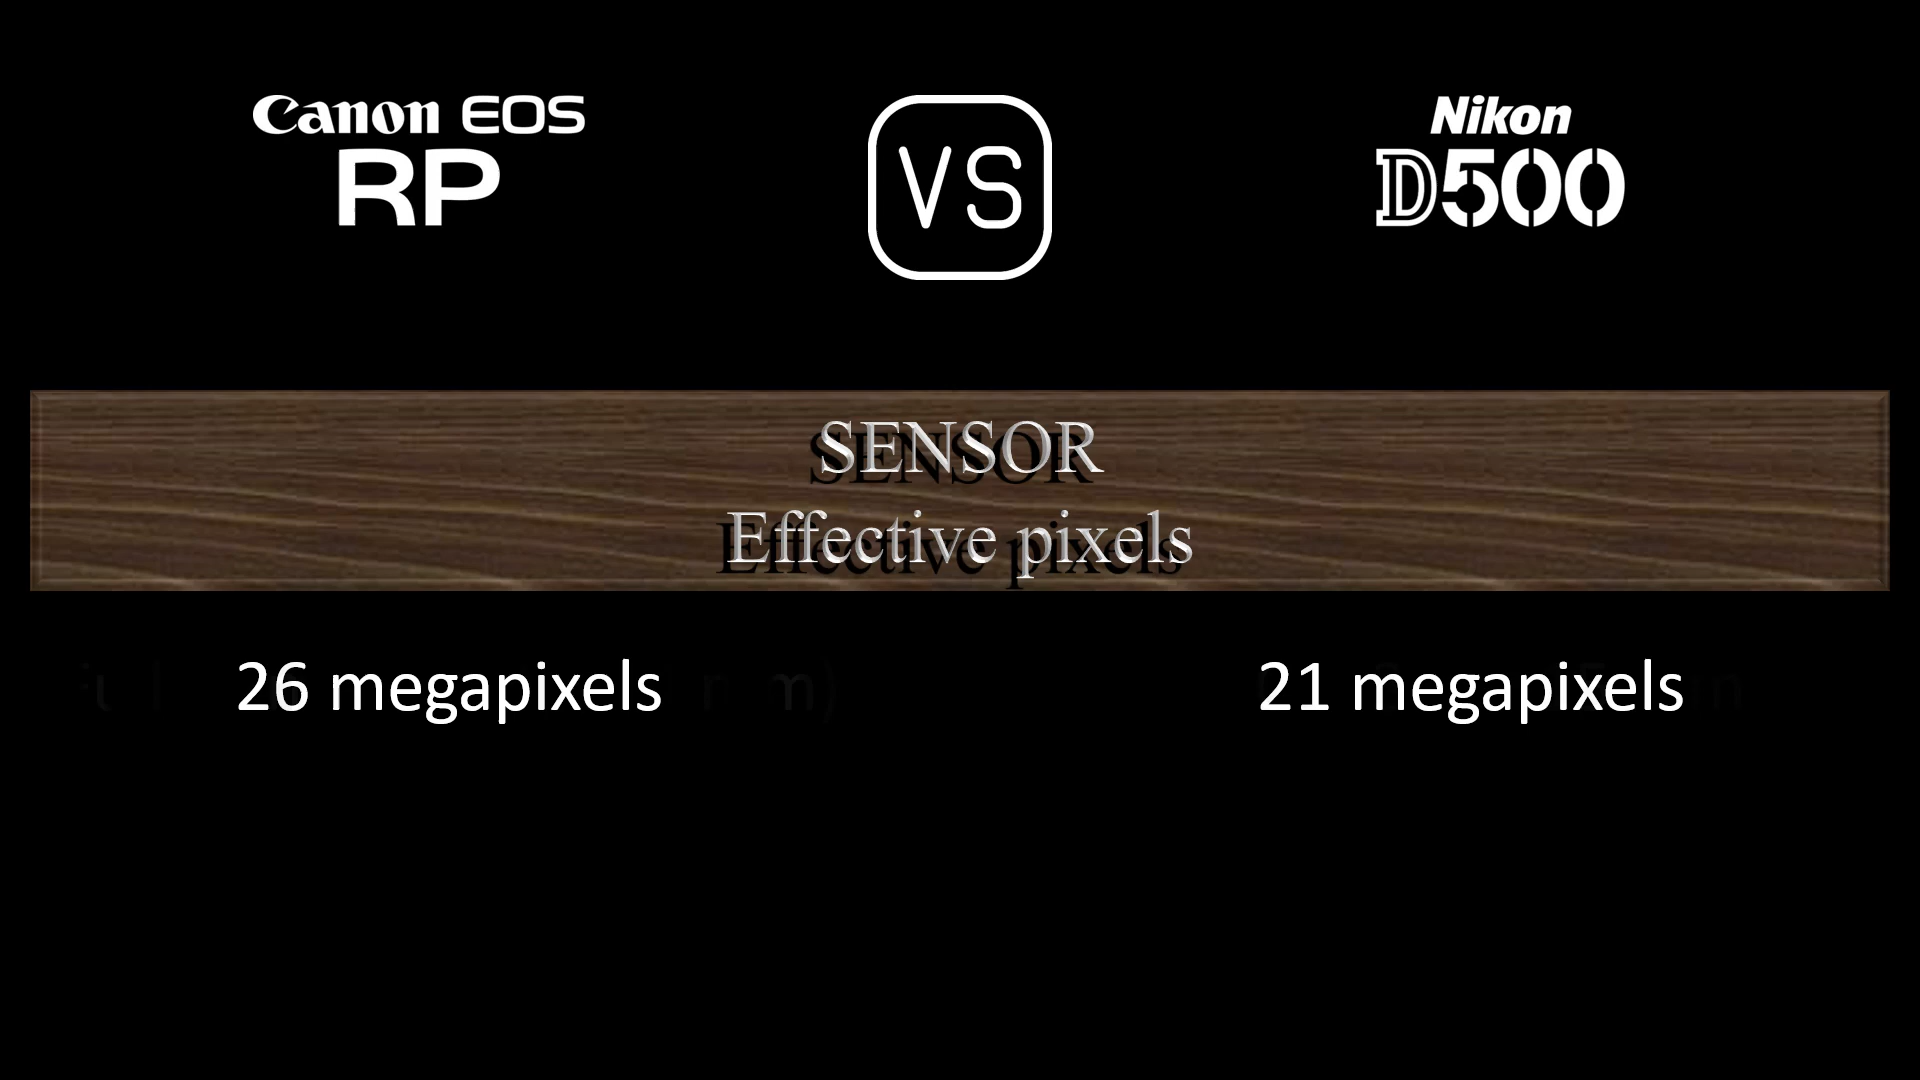 Canon EOS
RP
VS
Nikon
D500
SENSOR
Effective pixels
26 megapixels
21 megapixels